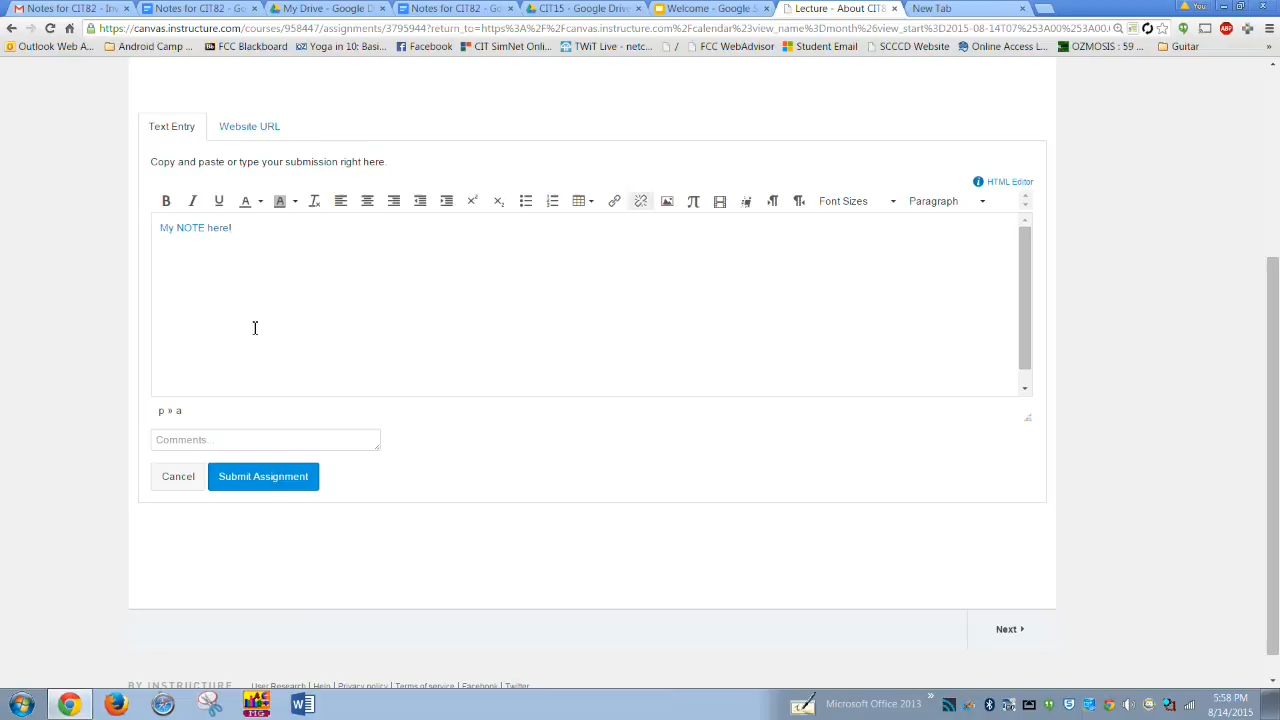 Notes for CIT82 - Inv
Notes for CIT82 - Go
My Drive - Google D
Notes for CIT82 - Go
CIT15 - Google Drive
Welcome - Google S
Lecture - About CIT8
New Tab
You
https://canvas.instructure.com/courses/958447/assignments/3795944?return_to=https%3A%2F%2Fcanvas.instructure.com%2Fcalendar%23view_name%3Dmonth%26view_start%3D2015-08-14T07%253A00%253A00.
Outlook Web A...
Android Camp ...
FCC Blackboard
Yoga in 10: Basi...
Facebook
CIT SimNet Onli...
TWiT Live - netc...
/
FCC WebAdvisor
Student Email
SCCCD Website
Online Access L...
OZMOSIS : 59 ...
Guitar
»
Text Entry
Website URL
Copy and paste or type your submission right here.
HTML Editor
Font Sizes
Paragraph
My NOTE here!
p » a
Comments...
Cancel
Submit Assignment
Next
BY INSTRUCTURE
User Research | Help | Privacy policy | Terms of service | Facebook | Twitter
Microsoft Office 2013
»
5:58 PM
8/14/2015